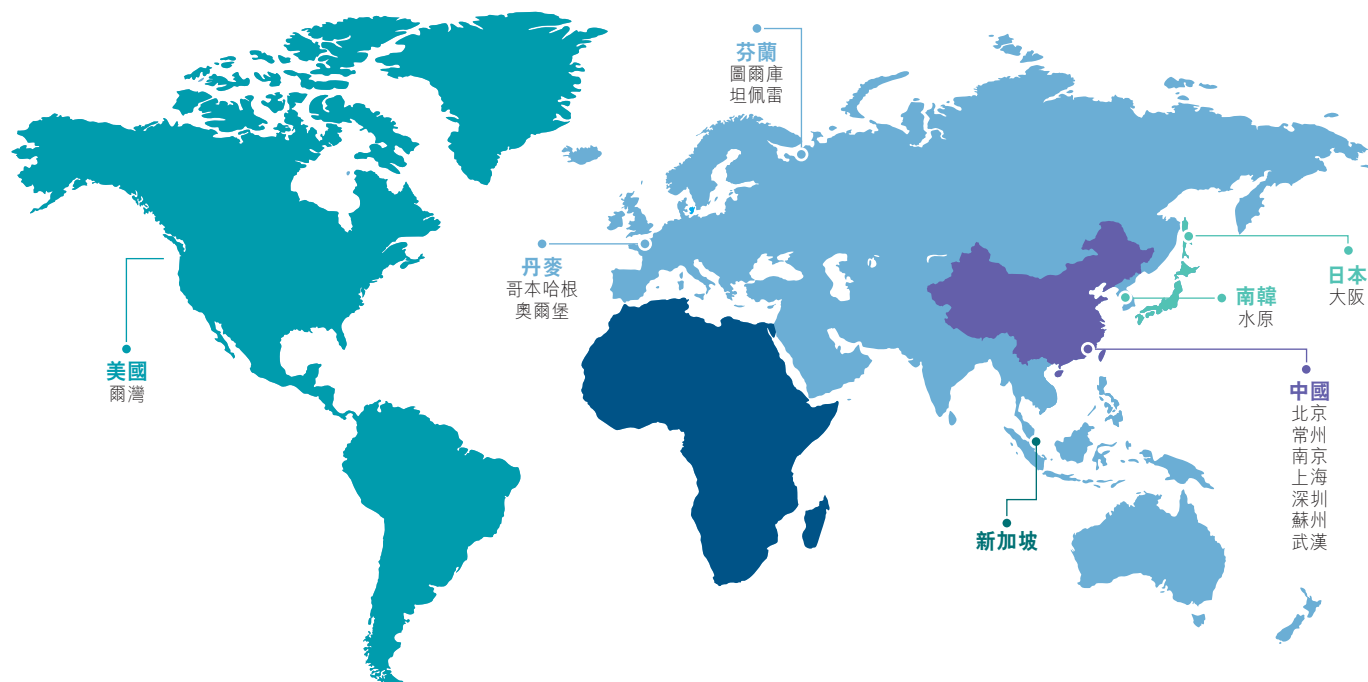 芬蘭
圖爾庫
坦佩雷
丹麥
哥本哈根
奧爾堡
日本
大阪
南韓
水原
美國
爾灣
中國
北京
常州
南京
上海
深圳
蘇州
武漢
新加坡